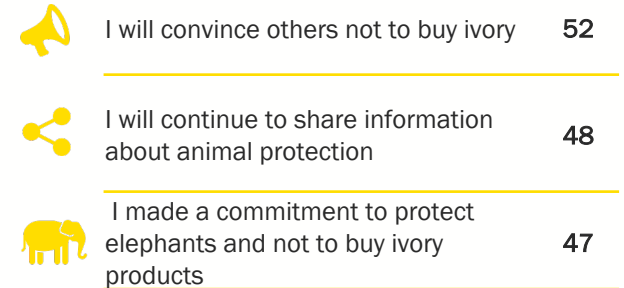 I will convince others not to buy ivory 52
I will continue to share information
about animal protection 48
I made a commitment to protect
elephants and not to buy ivory 47
products